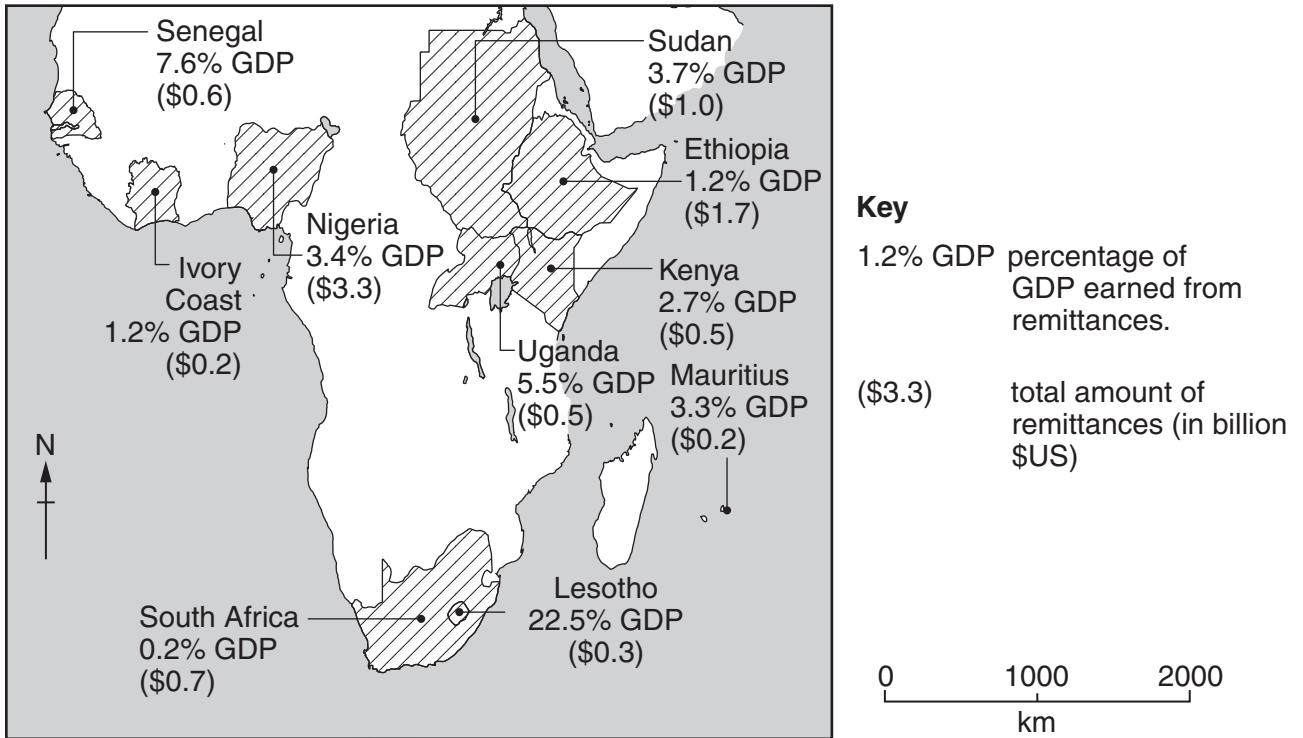 Senegal
7.6% GDP
($0.6)
Sudan
3.7% GDP
($1.0)
Ethiopia
1.2% GDP
($1.7)
Nigeria
3.4% GDP
($3.3)
Ivory
Coast
1.2% GDP
($0.2)
Kenya
2.7% GDP
($0.5)
Uganda
5.5% GDP
($0.5)
Mauritius
3.3% GDP
($0.2)
N
South Africa
0.2% GDP
($0.7)
Lesotho
22.5% GDP
($0.3)
Key
1.2% GDP percentage of
GDP earned from
remittances.
($3.3) total amount of
remittances (in billion
$US)
0 1000 2000
km